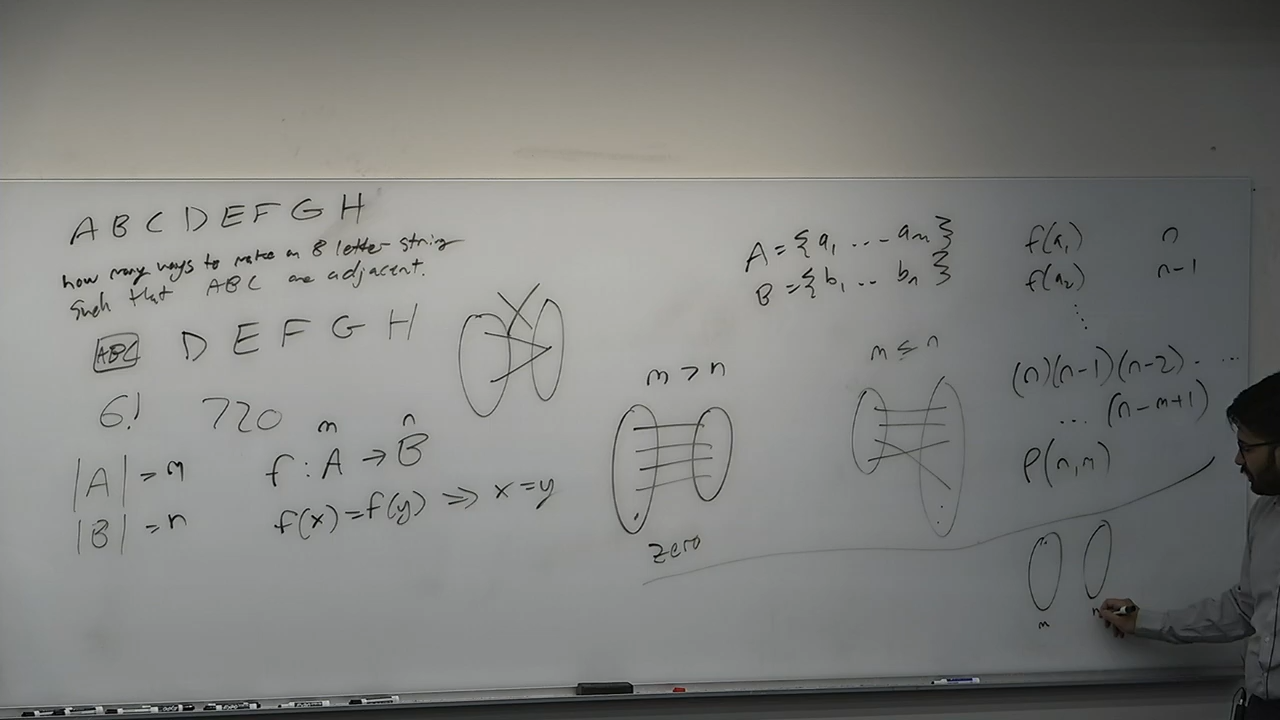 A B C D E F G H
how many ways to make an 8 letter string
such that ABC are adjacent.
ABC D E F G H
6! 720
|A| = m
|B| = n
m n
f : A → B
f(x) = f(y) ⇒ x = y
m > n
zero
A = {a₁ ... aₘ}
B = {b₁ .. bₙ}
m ≤ n
f(a₁) n
f(a₂) n-1
⋮
(n)(n-1)(n-2) - ...
... (n-m+1)
P(n,m)
m n